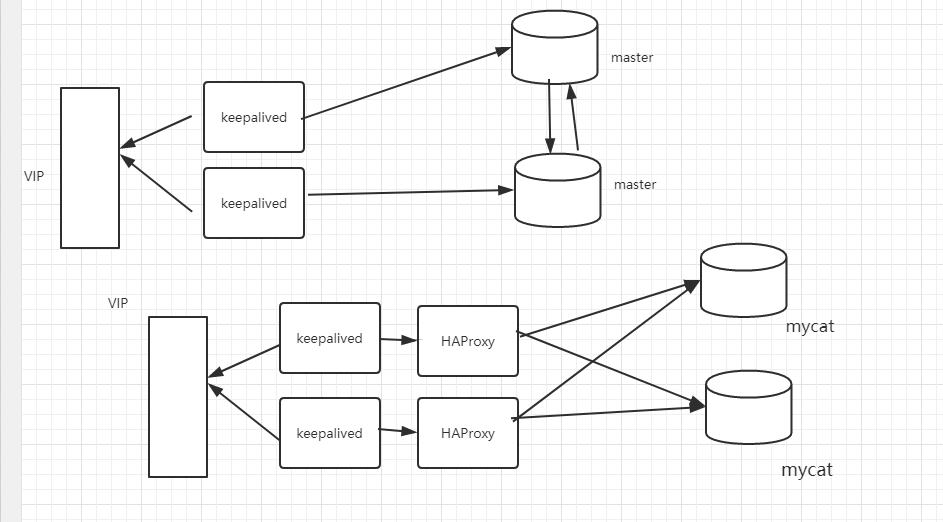 master
keepalived
VIP
master
keepalived
VIP
mycat
keepalived
HAProxy
keepalived
HAProxy
mycat